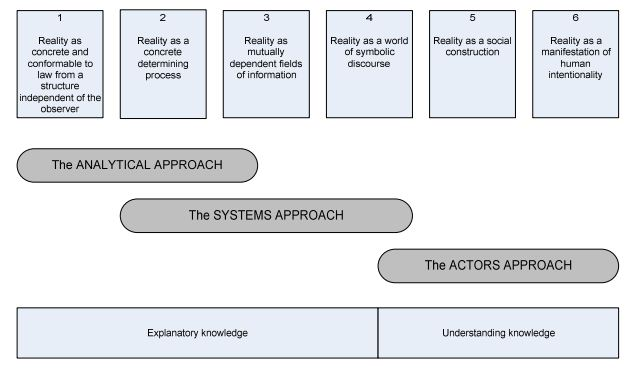 1
Reality as
concrete and
conformable to
law from a
structure
independent of the
observer
2
Reality as a
concrete
determining
process
3
Reality as
mutually
dependent fields
of information
4
Reality as a world
of symbolic
discourse
5
Reality as a social
construction
6
Reality as a
manifestation of
human
intentionality
The ANALYTICAL APPROACH
The SYSTEMS APPROACH
The ACTORS APPROACH
Explanatory knowledge
Understanding knowledge